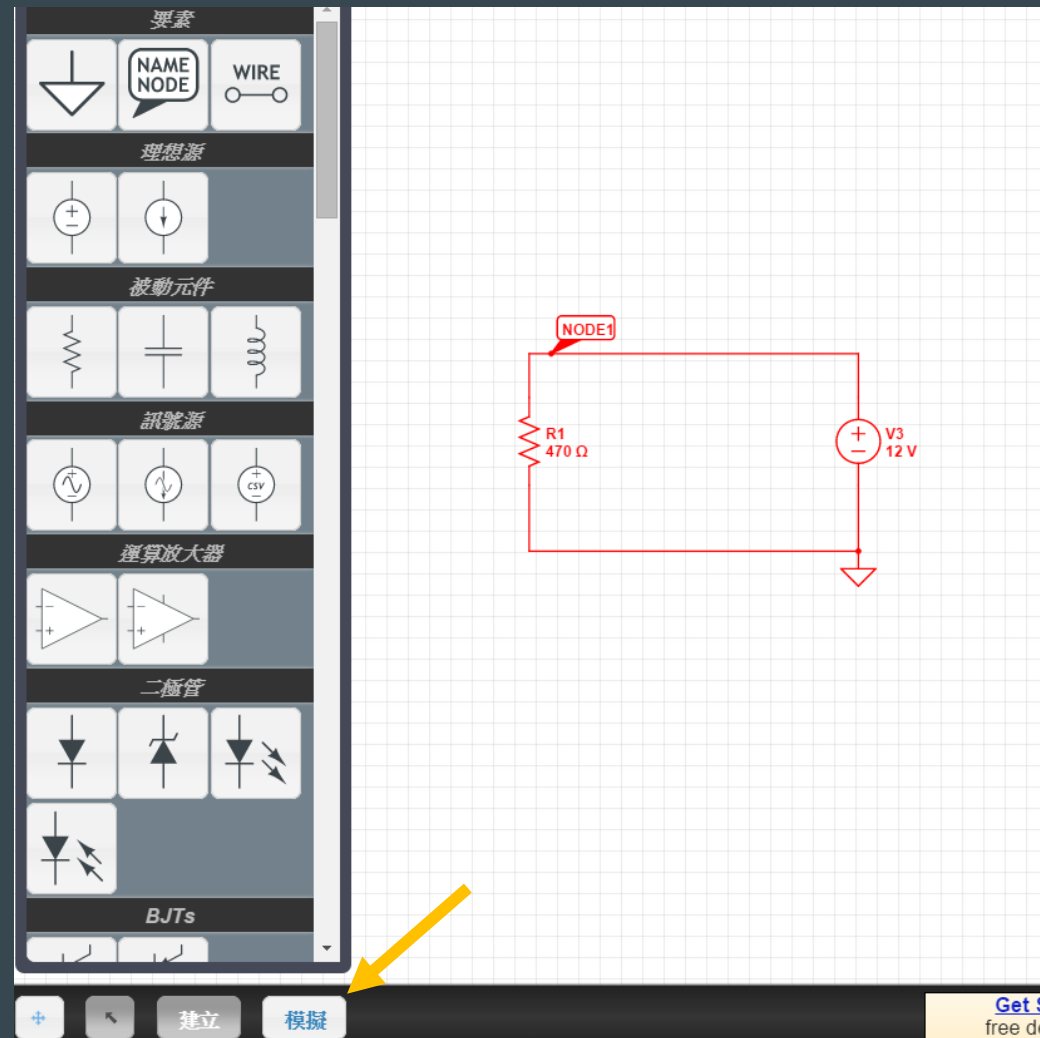 要素
NAME
NODE
WIRE
理想源
被動元件
訊號源
csv
運算放大器
二極管
BJTs
NODE1
R1
470 Ω
V3
12 V
建立
模擬
Get
free